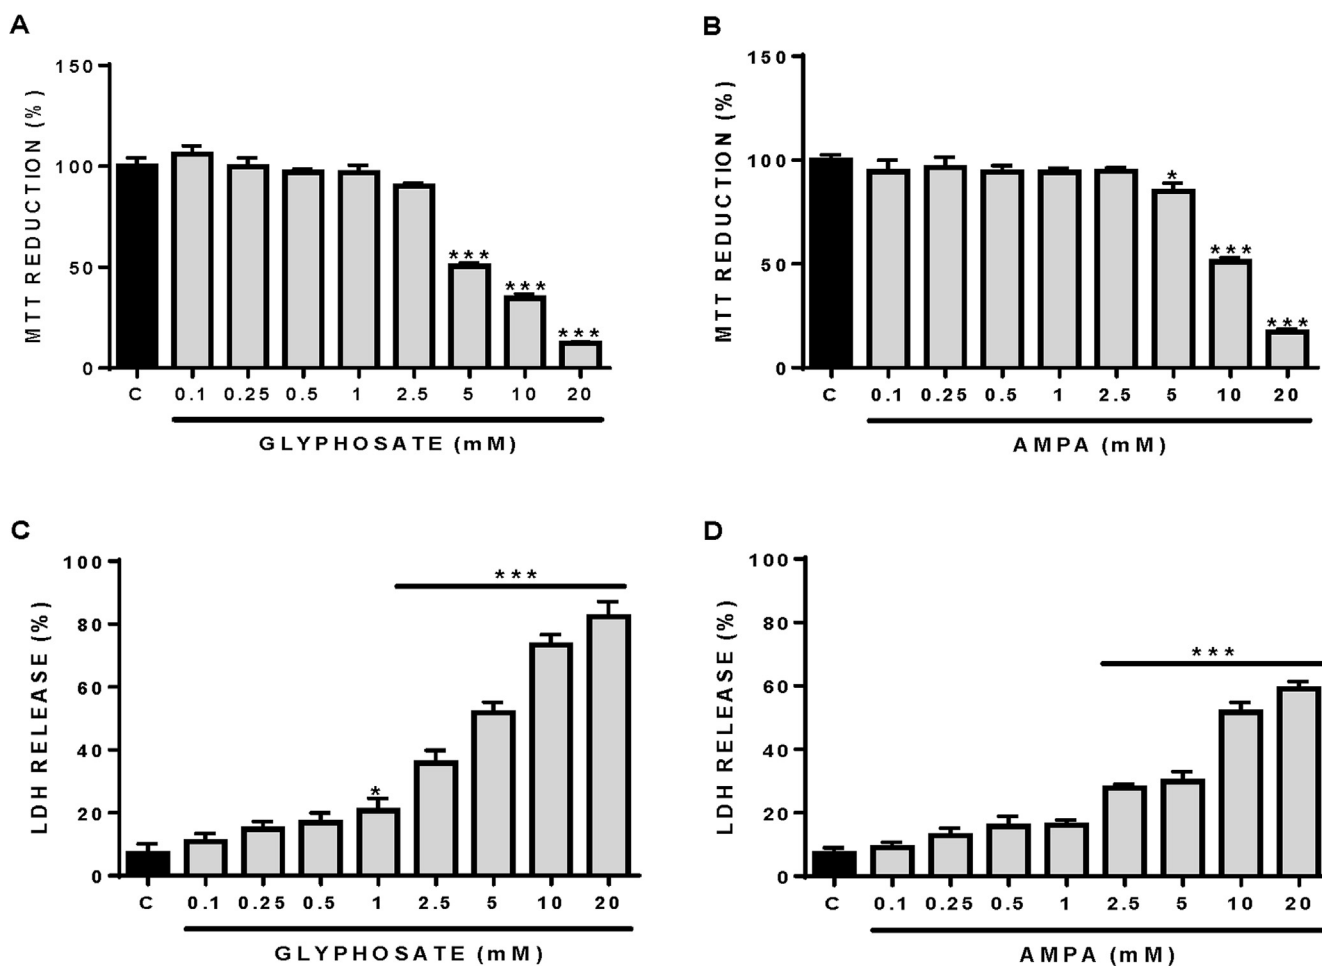 A
MTT REDUCTION (%)
150
100
50
0
***
***
***
C 0.1 0.25 0.5 1 2.5 5 10 20
GLYPHOSATE (mM)
B
MTT REDUCTION (%)
150
100
50
0
*
***
***
C 0.1 0.25 0.5 1 2.5 5 10 20
AMPA (mM)
C
LDH RELEASE (%)
100
80
60
40
20
0
***
*
C 0.1 0.25 0.5 1 2.5 5 10 20
GLYPHOSATE (mM)
D
LDH RELEASE (%)
100
80
60
40
20
0
***
C 0.1 0.25 0.5 1 2.5 5 10 20
AMPA (mM)